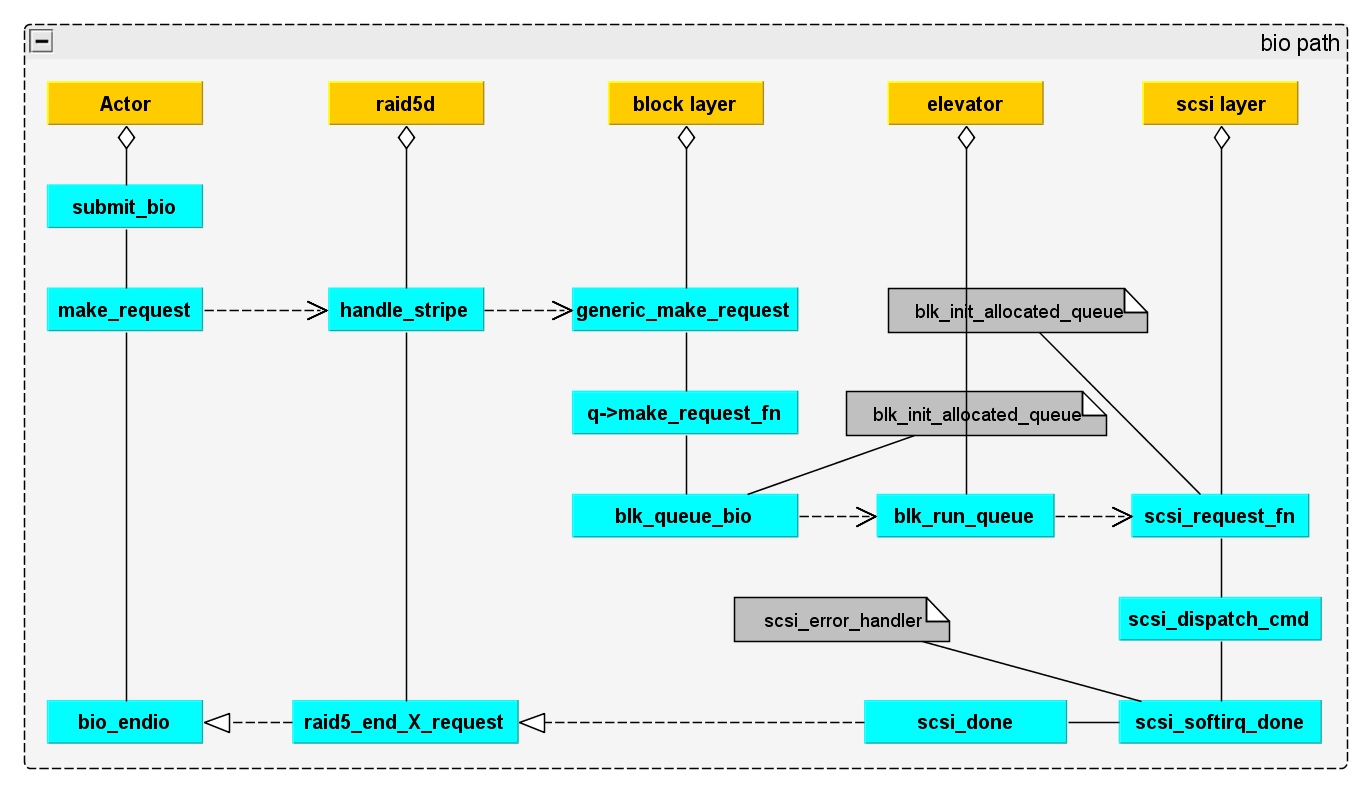 bio path
Actor
raid5d
block layer
elevator
scsi layer
submit_bio
make_request
handle_stripe
generic_make_request
blk_init_allocated_queue
q->make_request_fn
blk_init_allocated_queue
blk_queue_bio
blk_run_queue
scsi_request_fn
scsi_error_handler
scsi_dispatch_cmd
bio_endio
raid5_end_X_request
scsi_done
scsi_softirq_done